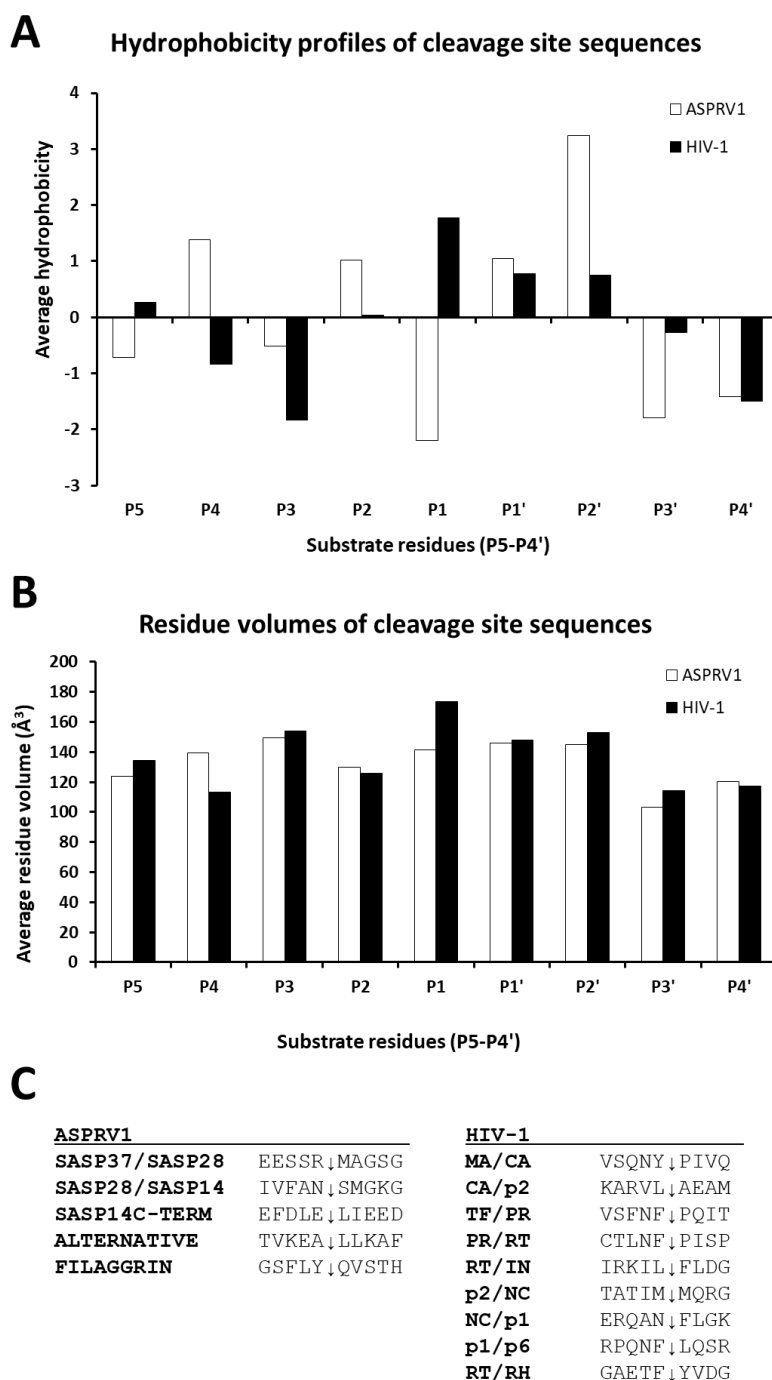 A
Hydrophobicity profiles of cleavage site sequences
4
3
2
1
0
-1
-2
-3
Average hydrophobicity
ASPRV1
HIV-1
P5 P4 P3 P2 P1 P1' P2' P3' P4'
Substrate residues (P5-P4')
B
Residue volumes of cleavage site sequences
200
180
160
140
120
100
80
60
40
20
0
Average residue volume (Å³)
ASPRV1
HIV-1
P5 P4 P3 P2 P1 P1' P2' P3' P4'
Substrate residues (P5-P4')
C
ASPRV1
SASP37/SASP28 EESSR↓MAGSG
SASP28/SASP14 IVFAN↓SMGKG
SASP14C-TERM EFDLE↓LIEED
ALTERNATIVE TVKEA↓LLKAF
FILAGGRIN GSFLY↓QVSTH
HIV-1
MA/CA VSQNY↓PIVQ
CA/p2 KARVL↓AEAM
TF/PR VSFNF↓PQIT
PR/RT CTLNF↓PISP
RT/IN IRKIL↓FLDG
p2/NC TATIM↓MQRG
NC/p1 ERQAN↓FLGK
p1/p6 RPQNF↓LQSR
RT/RH GAETF↓YVDG